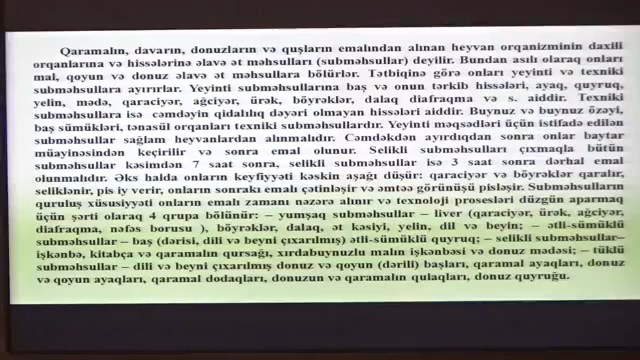 Qaramalın, davarın, donuzların və quşların emalından alınan heyvan orqanizminin daxili
orqanlarına və hissələrinə əlavə ət məhsulları (subməhsullar) deyilir. Bundan asılı olaraq onları
mal, qoyun və donuz əlavə ət məhsullara bölürlər. Tətbiqinə görə onları yeyinti və texniki
subməhsullara ayırırlar. Yeyinti subməhsullarına baş və onun tərkib hissələri, ayaq, quyruq,
yelin, mədə, qaraciyər, ağciyər, ürək, böyrəklər, dalaq diafraqma və s. aiddir. Texniki
subməhsullara isə cəmdəyin qidalılıq dəyəri olmayan hissələri aiddir. Buynuz və buynuz özəyi,
baş sümükləri, tənasül orqanları texniki subməhsullardır. Yeyinti məqsədləri üçün istifadə edilən
subməhsullar sağlam heyvanlardan alınmalıdır. Cəmdəkdən ayırdıqdan sonra onlar baytar
müayinəsindən keçirilir və sonra emal olunur. Selikli subməhsulları çıxmaqla bütün
subməhsullar kəsimdən 7 saat sonra, selikli subməhsullar isə 3 saat sonra dərhal emal
olunmalıdır. Əks halda onların keyfiyyəti kəskin aşağı düşür: qaraciyər və böyrəklər qaralır,
seliklənir, pis iy verir, onların sonrakı emalı çətinləşir və əmtəə görünüşü pisləşir. Subməhsulların
quruluş xüsusiyyəti onların emalı zamanı nəzərə alınır və texnoloji prosesləri düzgün aparmaq
üçün şərti olaraq 4 qrupa bölünür: – yumşaq subməhsullar – liver (qaraciyər, ürək, ağciyər,
diafraqma, nəfəs borusu ), böyrəklər, dalaq, ət kəsiyi, yelin, dil və beyin; – ətli-sümüklü
subməhsullar – baş (dərisi, dili və beyni çıxarılmış) ətli-sümüklü quyruq; – selikli subməhsullar–
işkənbə, kitabça və qaramalın qursağı, xırdabuynuzlu malın işkənbəsi və donuz mədəsi; – tüklü
subməhsullar – dili və beyni çıxarılmış donuz və qoyun (dərili) başları, qaramal ayaqları, donuz
və qoyun ayaqları, qaramal dodaqları, donuzun və qaramalın qulaqları, donuz quyruğu.